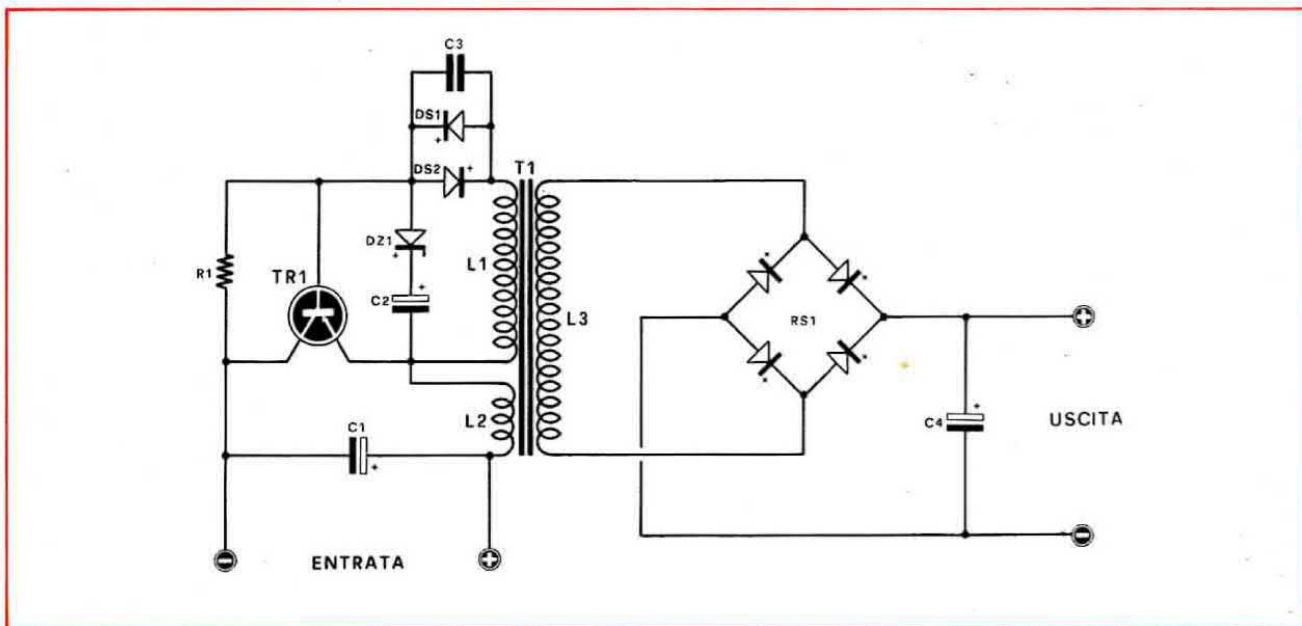 C3
DS1
DS2
T1
R1
TR1
DZ1
C2
L1
L3
RS1
L2
C1
C4
USCITA
ENTRATA